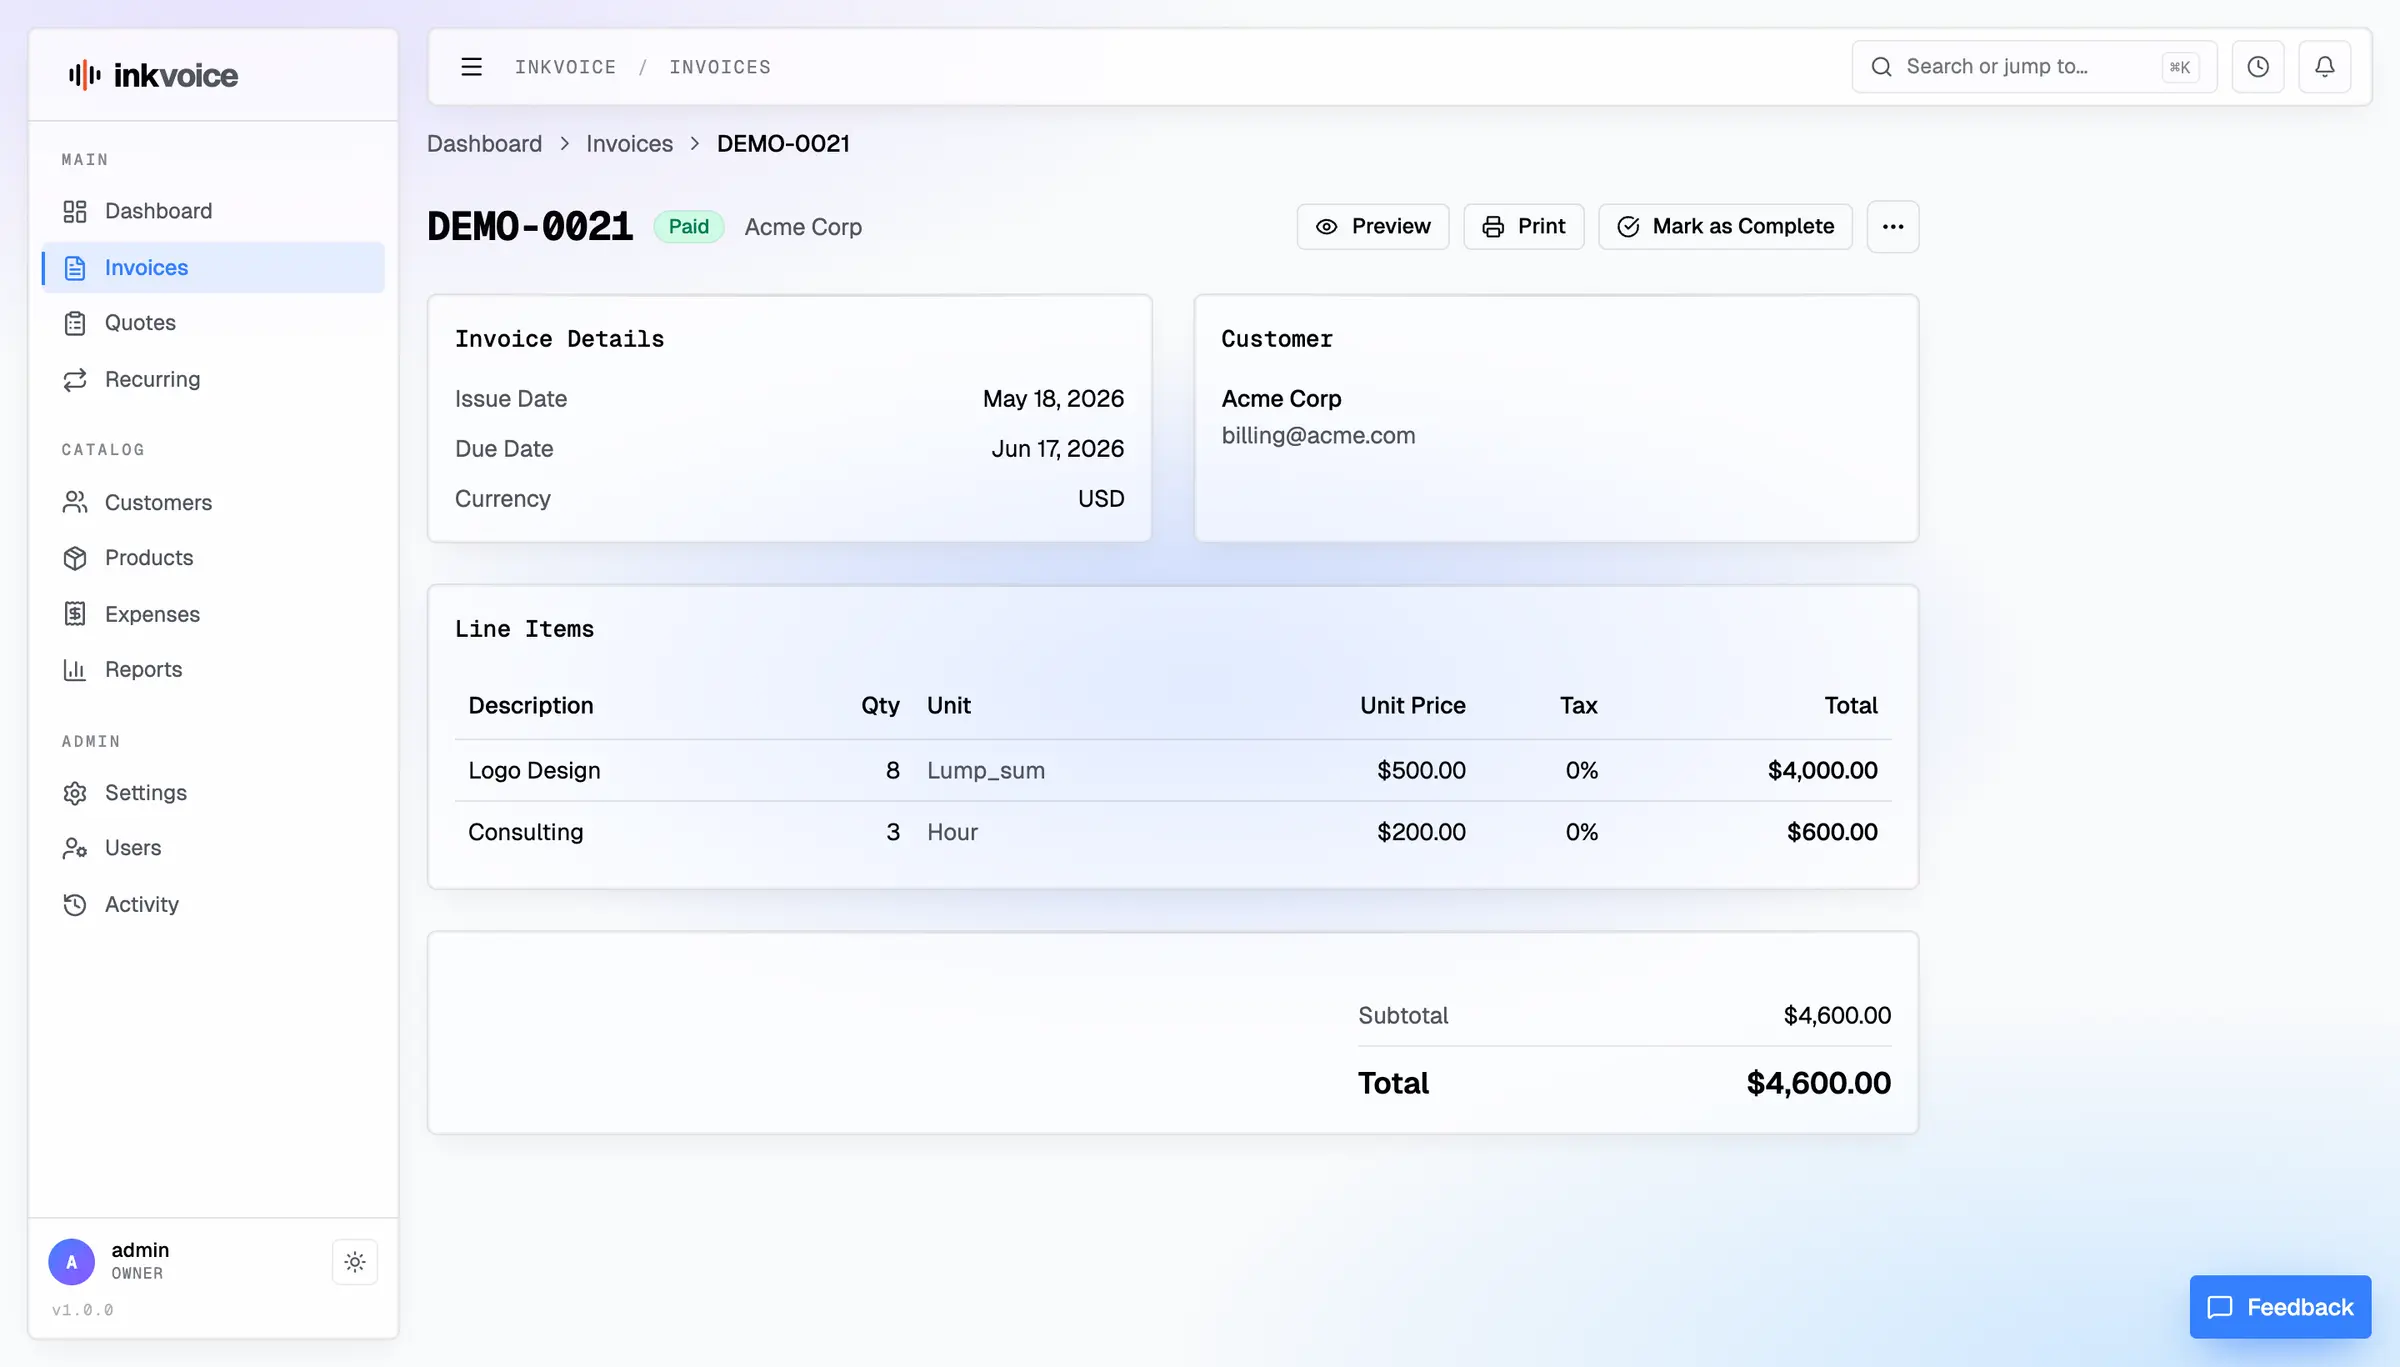 inkvoice
MAIN
Dashboard
Invoices
Quotes
Recurring
CATALOG
Customers
Products
Expenses
Reports
ADMIN
Settings
Users
Activity
A
admin
OWNER
v1.0.0
INKVOICE / INVOICES
Search or jump to... ⌘K
Dashboard > Invoices > DEMO-0021
DEMO-0021 Paid Acme Corp
Preview Print Mark as Complete ...
Invoice Details
Issue Date May 18, 2026
Due Date Jun 17, 2026
Currency USD
Customer
Acme Corp
billing@acme.com
Line Items
Description Qty Unit Unit Price Tax Total
Logo Design 8 Lump_sum $500.00 0% $4,000.00
Consulting 3 Hour $200.00 0% $600.00
Subtotal $4,600.00
Total $4,600.00
Feedback